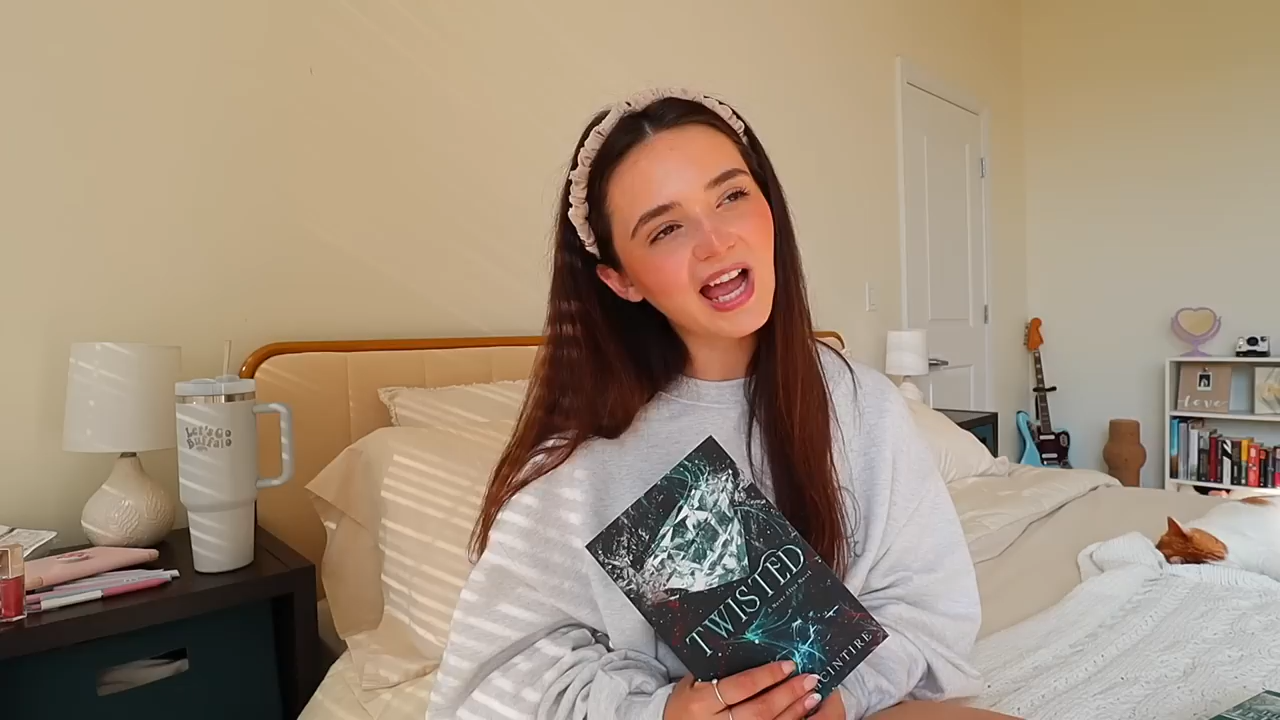 Let's Go
Buffalo
TWISTED
A Never After Novel
CINTIRE
love